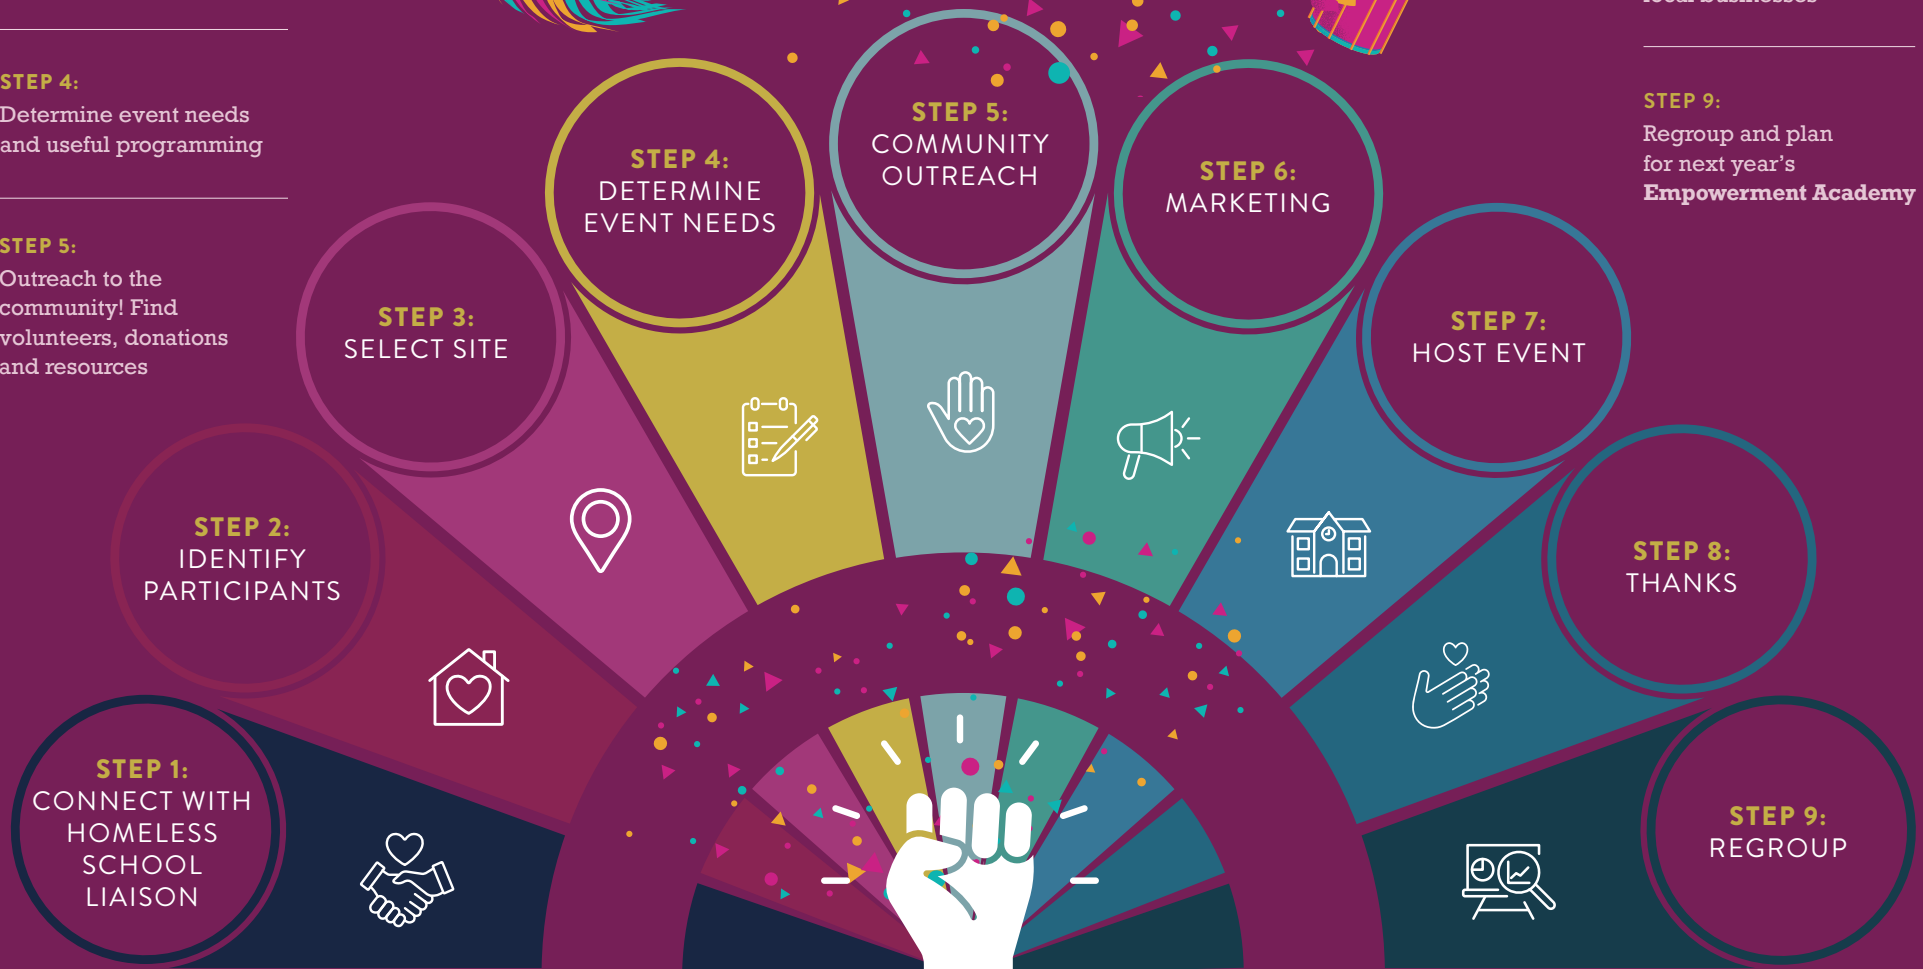 STEP 4:
Determine event needs
and useful programming
STEP 5:
Outreach to the
community! Find
volunteers, donations
and resources
STEP 1:
CONNECT WITH
HOMELESS
SCHOOL
LIAISON
STEP 2:
IDENTIFY
PARTICIPANTS
STEP 3:
SELECT SITE
STEP 4:
DETERMINE
EVENT NEEDS
STEP 5:
COMMUNITY
OUTREACH
STEP 6:
MARKETING
STEP 7:
HOST EVENT
STEP 8:
THANKS
STEP 9:
REGROUP
local businesses
STEP 9:
Regroup and plan
for next year’s
Empowerment Academy